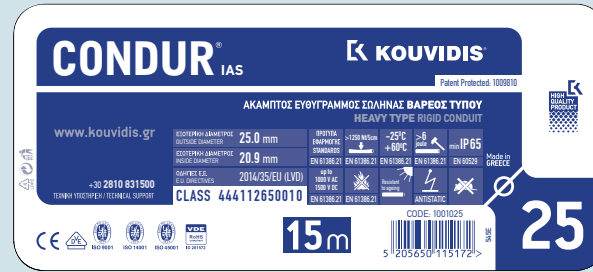 CONDUR® IAS
KOUVIDIS®
Patent Protected: 1009810
ΑΚΑΜΠΤΟΣ ΕΥΘΥΓΡΑΜΜΟΣ ΣΩΛΗΝΑΣ ΒΑΡΕΟΣ ΤΥΠΟΥ
HEAVY TYPE RIGID CONDUIT
HIGH
QUALITY
PRODUCT
www.kouvidis.gr
ΕΞΩΤΕΡΙΚΗ ΔΙΑΜΕΤΡΟΣ
OUTSIDE DIAMETER
25.0 mm
ΕΣΩΤΕΡΙΚΗ ΔΙΑΜΕΤΡΟΣ
INSIDE DIAMETER
20.9 mm
ΟΔΗΓΙΕΣ Ε.Ε.
E.U. DIRECTIVES
2014/35/EU (LVD)
CLASS 444112650010
ΠΡΟΤΥΠΑ
ΕΦΑΡΜΟΓΗΣ
STANDARDS
EN 61386.21
>1250 Nt/5cm
EN 61386.21
-25°C
+60°C
EN 61386.21
>6
joule
EN 61386.21
min IP 65
EN 60529
up to
1000 V AC
1500 V DC
EN 61386.21
EN 61386.21
Resistant
to ageing
ANTISTATIC
Made in
GREECE
+30 2810 831500
ΤΕΧΝΙΚΗ ΥΠΟΣΤΗΡΙΞΗ / TECHNICAL SUPPORT
CE
ISO 9001
ISO 14001
ISO 45001
VDE
RoHS
15m
CODE: 1001025
5 205650 115172 >
25